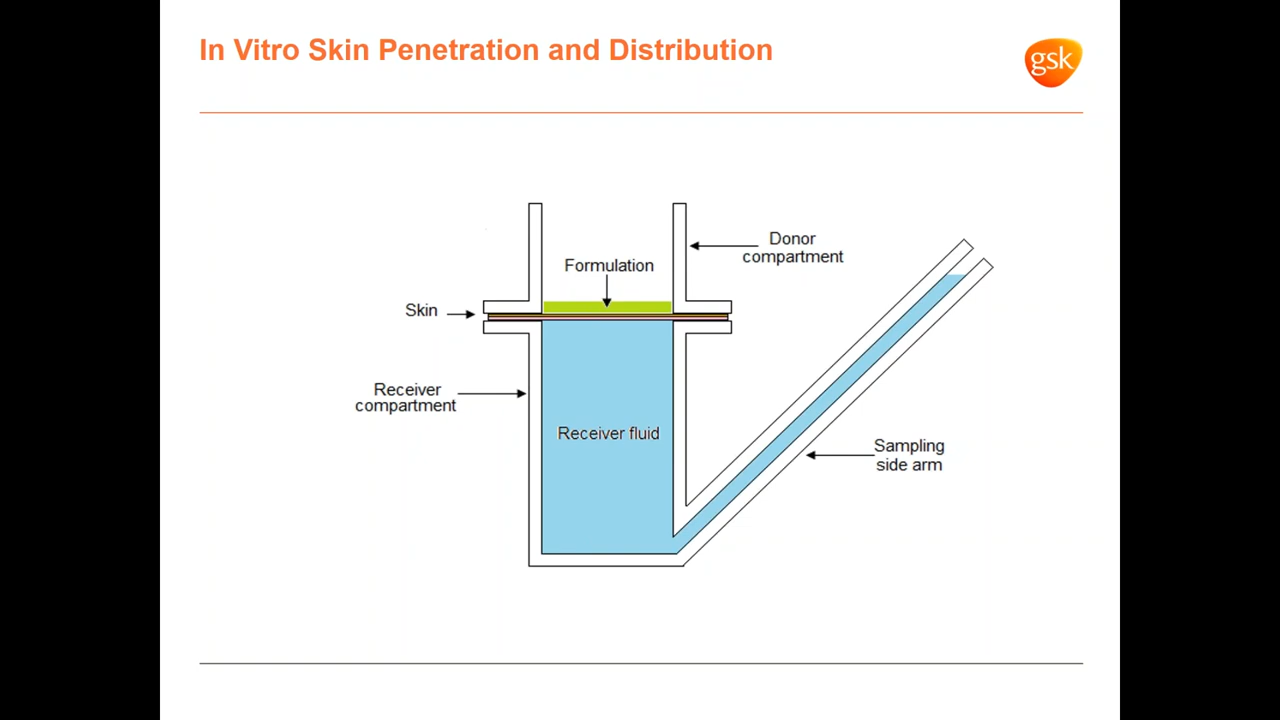 In Vitro Skin Penetration and Distribution
gsk
Donor
compartment
Formulation
Skin
Receiver
compartment
Receiver fluid
Sampling
side arm